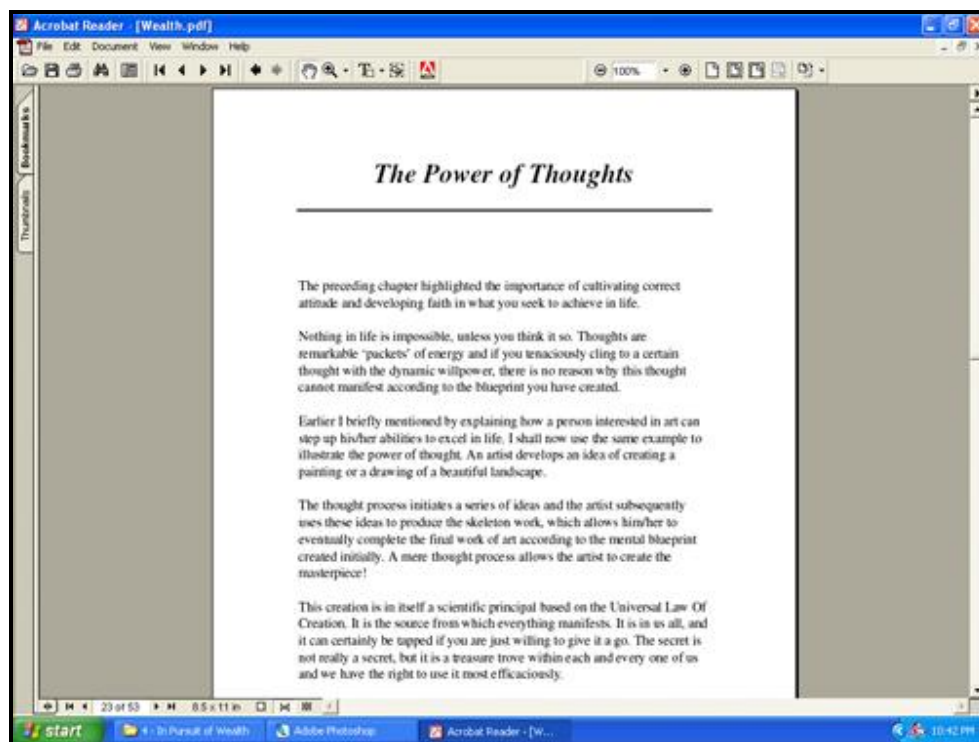 Acrobat Reader - [Wealth.pdf]
File Edit Document View Window Help
100%
Bookmarks
Thumbnails
The Power of Thoughts
The preceding chapter highlighted the importance of cultivating correct
attitude and developing faith in what you seek to achieve in life.
Nothing in life is impossible, unless you think it so. Thoughts are
remarkable 'packets' of energy and if you tenaciously cling to a certain
thought with the dynamic willpower, there is no reason why this thought
cannot manifest according to the blueprint you have created.
Earlier I briefly mentioned by explaining how a person interested in art can
step up his/her abilities to excel in life. I shall now use the same example to
illustrate the power of thought. An artist develops an idea of creating a
painting or a drawing of a beautiful landscape.
The thought process initiates a series of ideas and the artist subsequently
uses these ideas to produce the skeleton work, which allows him/her to
eventually complete the final work of art according to the mental blueprint
created initially. A mere thought process allows the artist to create the
masterpiece!
This creation is in itself a scientific principal based on the Universal Law Of
Creation. It is the source from which everything manifests. It is in us all, and
it can certainly be tapped if you are just willing to give it a go. The secret is
not really a secret, but it is a treasure trove within each and every one of us
and we have the right to use it most efficaciously.
23 of 53 8.5 x 11 in
start 4 - In Pursuit of Wealth Adobe Photoshop Acrobat Reader - [W... 10:42 PM